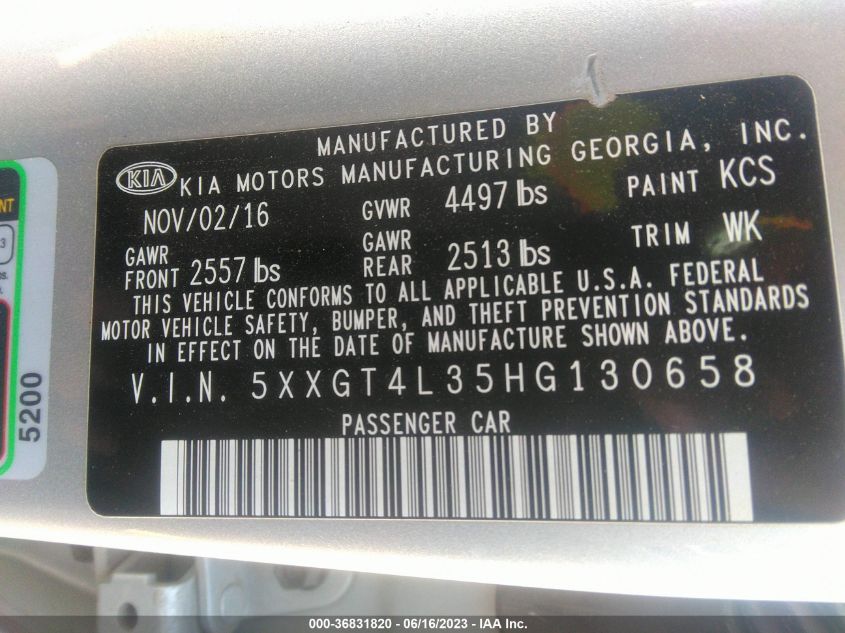 MANUFACTURED BY
KIA KIA MOTORS MANUFACTURING GEORGIA, INC.
NOV/02/16 GVWR 4497 lbs PAINT KCS
GAWR FRONT 2557 lbs GAWR REAR 2513 lbs TRIM WK
THIS VEHICLE CONFORMS TO ALL APPLICABLE U.S.A. FEDERAL
MOTOR VEHICLE SAFETY, BUMPER, AND THEFT PREVENTION STANDARDS
IN EFFECT ON THE DATE OF MANUFACTURE SHOWN ABOVE.
V.I.N. 5XXGT4L35HG130658
PASSENGER CAR
5200
000-36831820 - 06/16/2023 - IAA Inc.